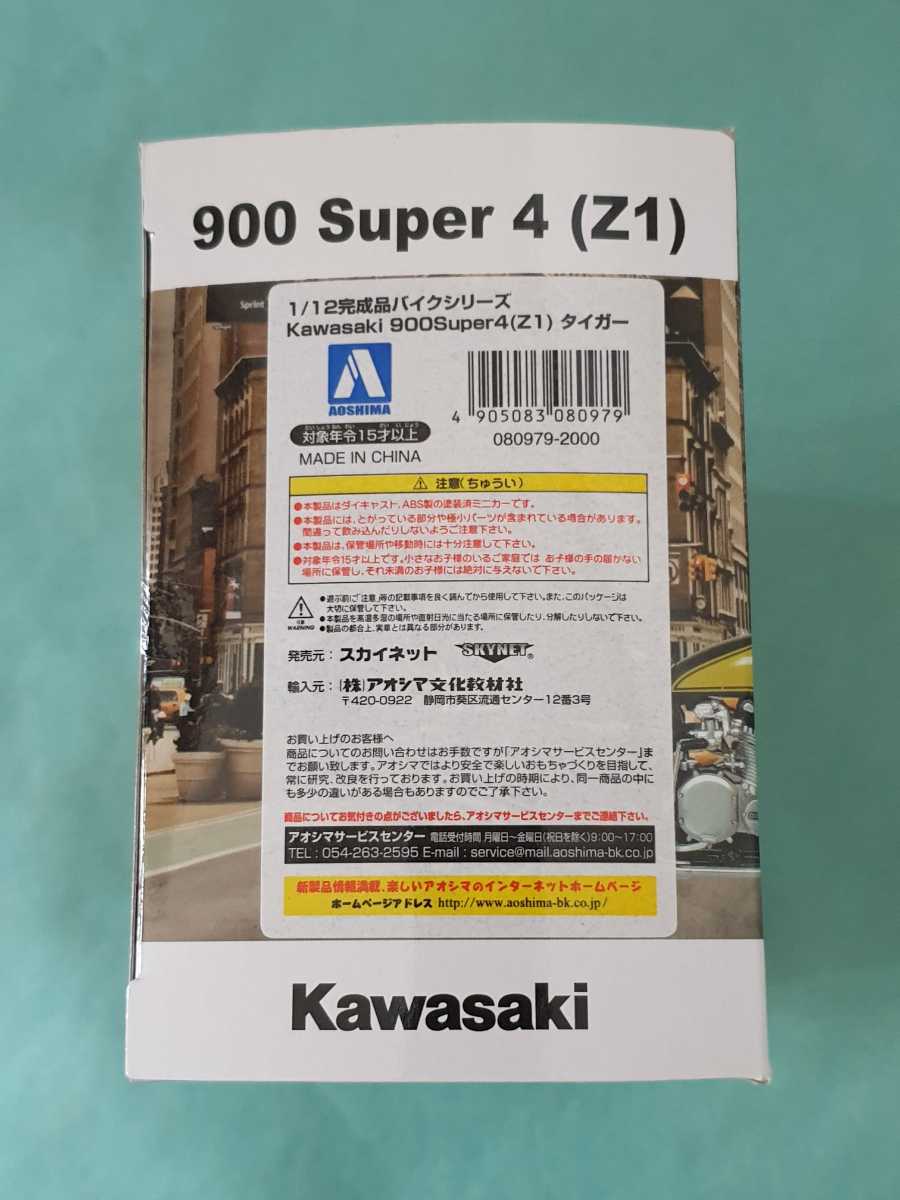 900 Super 4 (Z1)
Sprint
1/12完成品バイクシリーズ
Kawasaki 900Super4(Z1) タイガー
AOSHIMA
4 905083 080979
たいしょうねんれい さい いじょう
対象年令15才以上
080979-2000
MADE IN CHINA
注意(ちゅうい)
●本製品はダイキャスト、ABS製の塗装済ミニカーです。
●本製品には、とがっている部分や極小パーツが含まれている場合があります。
間違って飲み込んだりしないようご注意下さい。
●本製品は、保管場所や移動時には十分注意して下さい。
●対象年令15才以上です。小さなお子様のいるご家庭では お子様の手の届かない
場所に保管し、それ未満のお子様には絶対に与えないで下さい。
●遊示前に「注意」等の記載事項を良く読んでから使用して下さい。また、このパッケージは
大切に保管して下さい。
●本製品を高温多湿の場所や直射日光に当たる場所に保管したり、分解したりしないで下さい。
●製品の都合上、実車とは異なる部分があります。
注意
WARNING
発売元: スカイネット SKYNET®
輸入元: (株)アオシマ文化教材社
〒420-0922 静岡市葵区流通センター12番3号
お買い上げのお客様へ
商品についてのお問い合わせはお手数ですが「アオシマサービスセンター」ま
でお願い致します。アオシマではより安全で楽しいおもちゃづくりを目指して、
常に研究、改良を行っております。お買い上げの時期により、同一商品の中に
も多少の違いがある場合もありますのでご了承下さい。
商品についてお気付きの点がございましたら、アオシマサービスセンターまでご連絡下さい。
アオシマサービスセンター 電話受付時間 月曜日〜金曜日(祝日を除く)9:00〜17:00
TEL : 054-263-2595 E-mail : service@mail.aoshima-bk.co.jp
新製品情報満載、楽しいアオシマのインターネットホームページ
ホームページアドレス http://www.aoshima-bk.co.jp/
Kawasaki